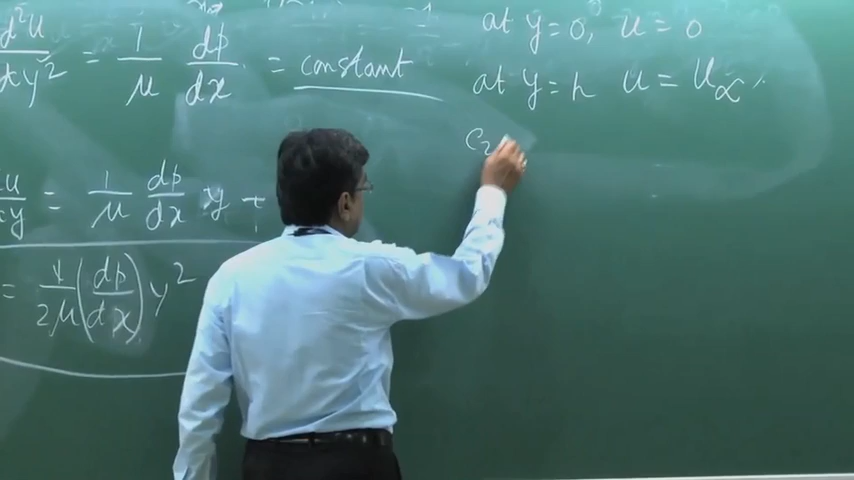 d²u/dy² = 1/μ dp/dx = constant
at y = 0, u = 0
at y = h u = u∝
c₂
du/dy = 1/μ dp/dx y +
= 1/2μ (dp/dx) y²